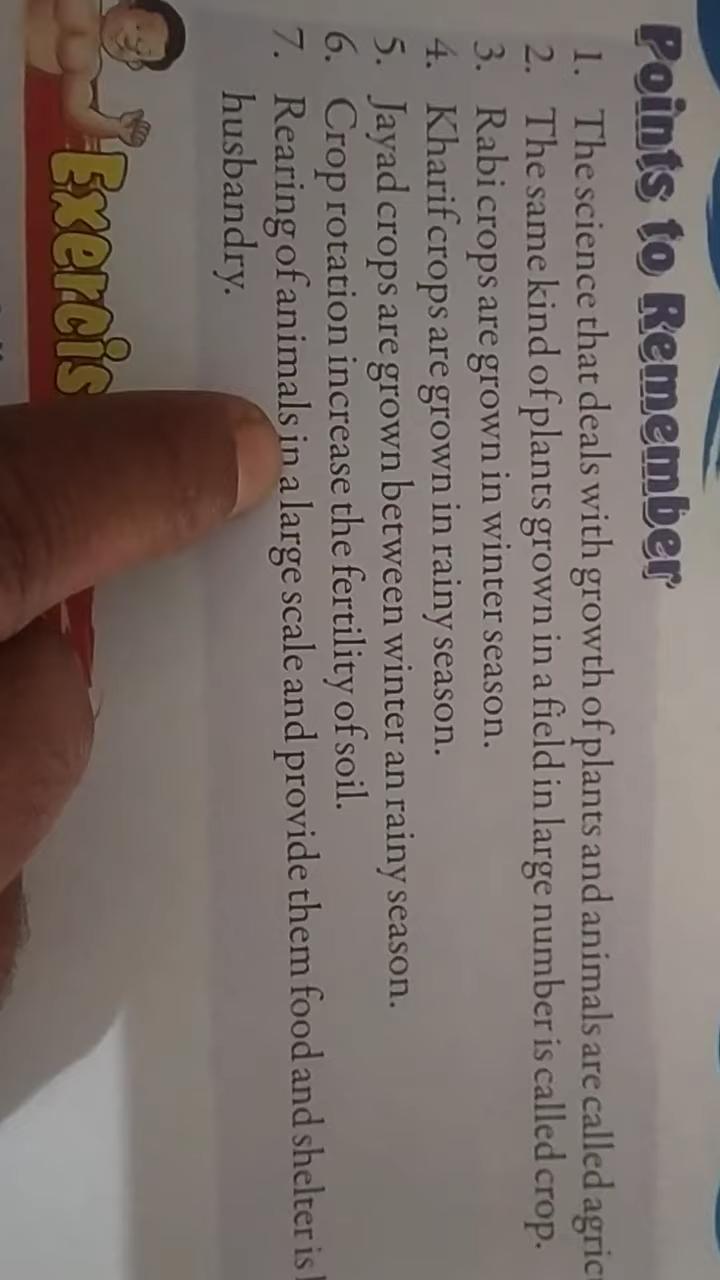 Points to Remember
1. The science that deals with growth of plants and animals are called agric
2. The same kind of plants grown in a field in large number is called crop.
3. Rabi crops are grown in winter season.
4. Kharif crops are grown in rainy season.
5. Jayad crops are grown between winter an rainy season.
6. Crop rotation increase the fertility of soil.
7. Rearing of animals in a large scale and provide them food and shelter is
husbandry.
Exercis